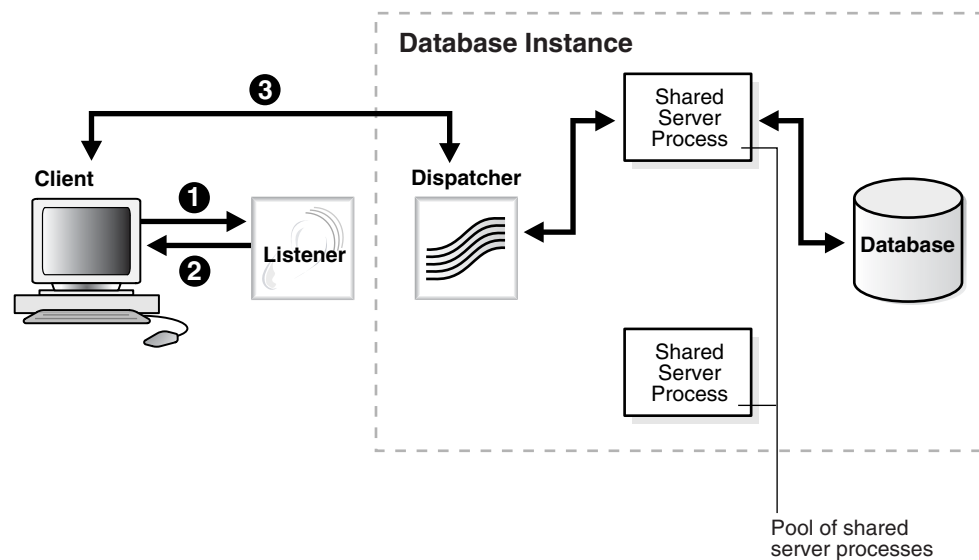 Database Instance
3
Shared
Server
Process
Client
Dispatcher
1
Listener
2
Database
Shared
Server
Process
Pool of shared
server processes